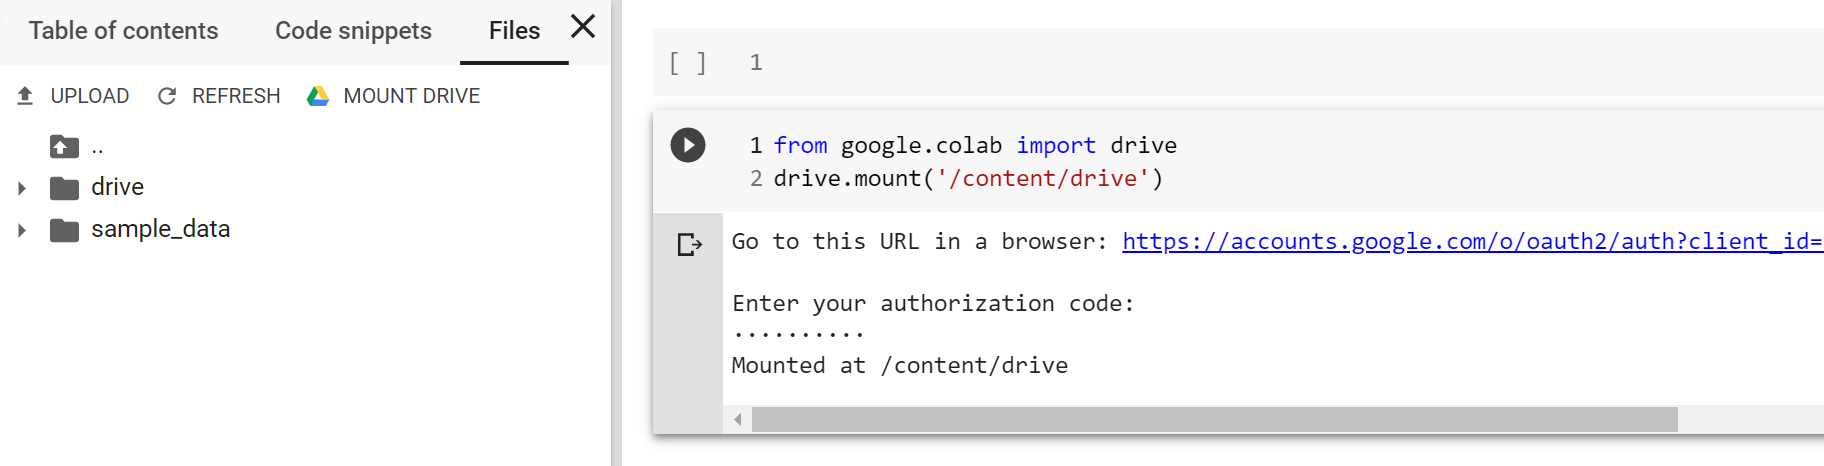 Table of contents Code snippets Files
UPLOAD REFRESH MOUNT DRIVE
..
drive
sample_data
[ ] 1
1 from google.colab import drive
2 drive.mount('/content/drive')
Go to this URL in a browser: https://accounts.google.com/o/oauth2/auth?client_id=
Enter your authorization code:
··········
Mounted at /content/drive